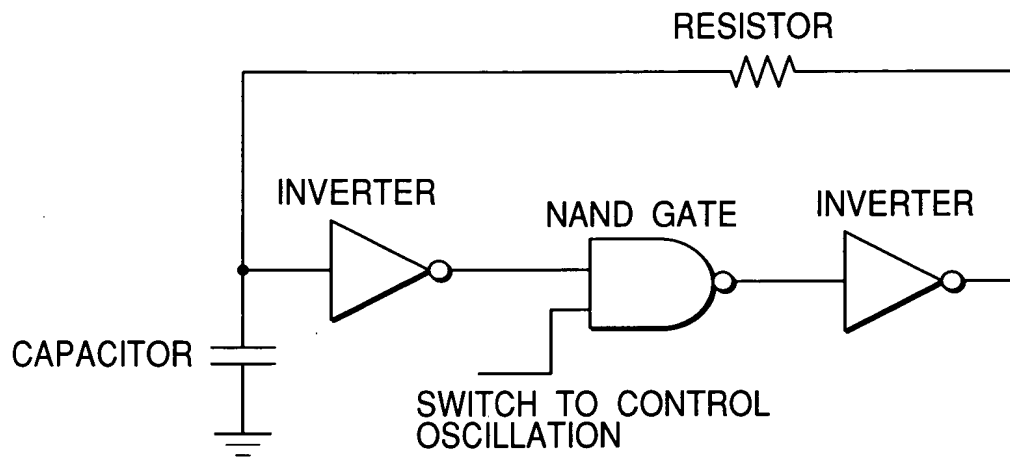 RESISTOR
INVERTER
NAND GATE
INVERTER
CAPACITOR
SWITCH TO CONTROL
OSCILLATION